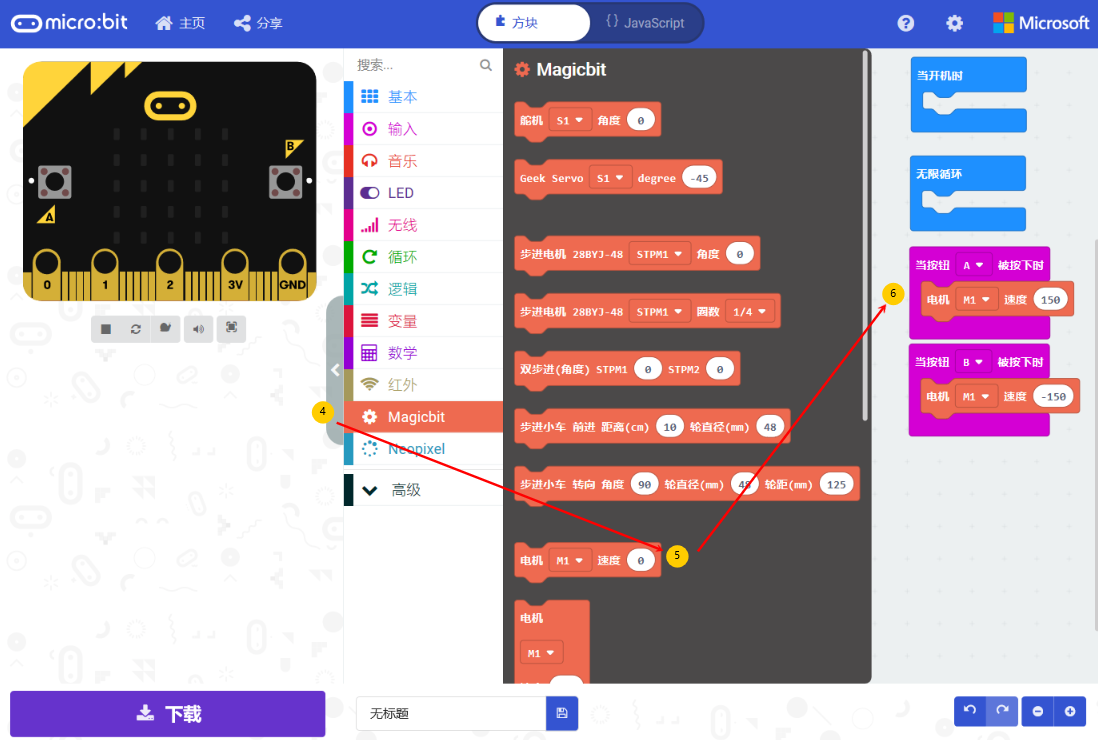 micro:bit
主页
分享
方块
{} JavaScript
Microsoft
A
B
0 1 2 3V GND
搜索...
基本
输入
音乐
LED
无线
循环
逻辑
变量
数学
红外
Magicbit
Neopixel
高级
Magicbit
舵机 S1 角度 0
Geek Servo S1 degree -45
步进电机 28BYJ-48 STPM1 角度 0
步进电机 28BYJ-48 STPM1 圈数 1/4
双步进(角度) STPM1 0 STPM2 0
步进小车 前进 距离(cm) 10 轮直径(mm) 48
步进小车 转向 角度 90 轮直径(mm) 48 轮距(mm) 125
电机 M1 速度 0
电机
M1
当开机时
无限循环
当按钮 A 被按下时
电机 M1 速度 150
当按钮 B 被按下时
电机 M1 速度 -150
4
5
6
下载
无标题